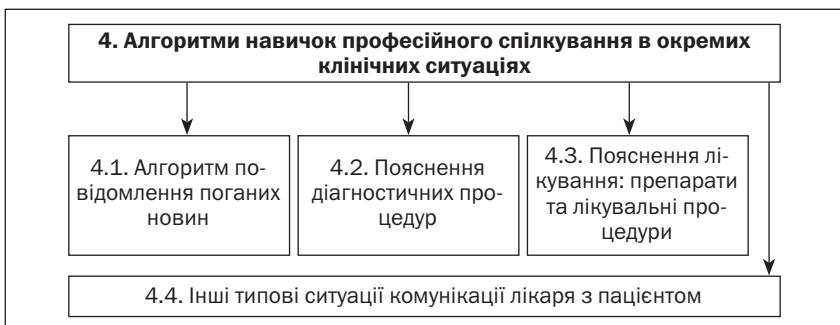 4. Алгоритми навичок професійного спілкування в окремих
клінічних ситуаціях
4.1. Алгоритм по-
відомлення поганих
новин
4.2. Пояснення
діагностичних про-
цедур
4.3. Пояснення лі-
кування: препарати
та лікувальні про-
цедури
4.4. Інші типові ситуації комунікації лікаря з пацієнтом